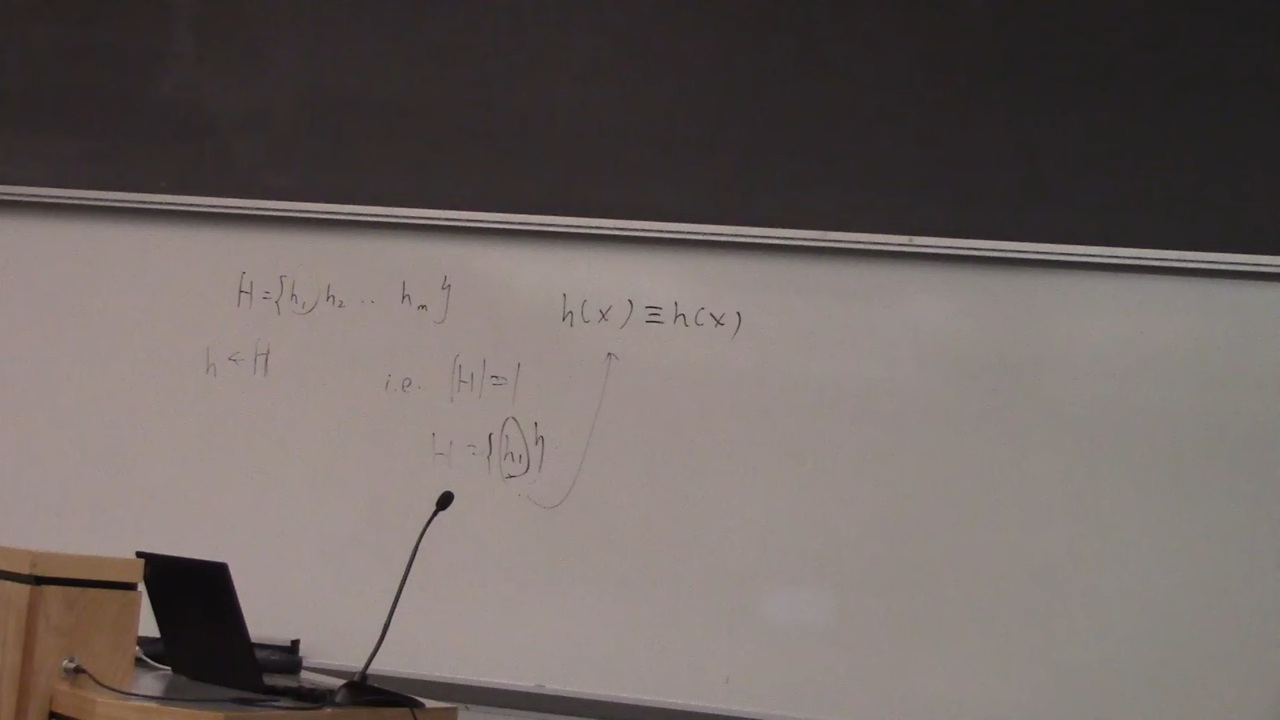 H = {h₁, h₂ .. hₘ}
h(x) ≡ h(x)
h ← H
i.e. |H| = 1
H = {h₁}